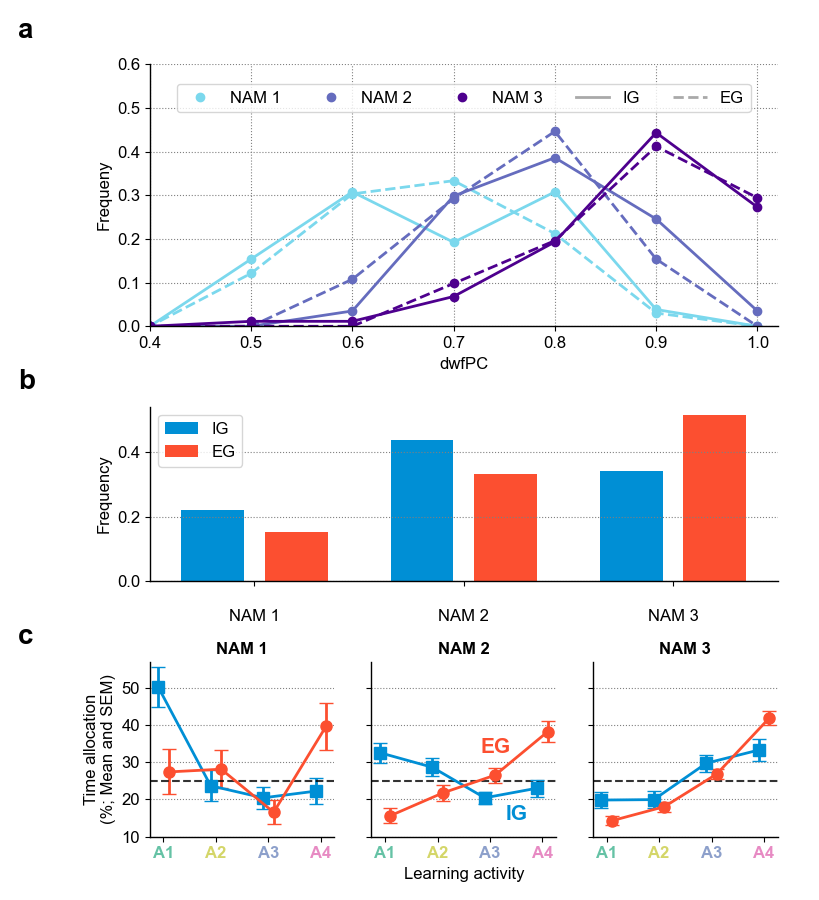 a
0.6
NAM 1 NAM 2 NAM 3 IG EG
0.5
0.4
0.3
0.2
0.1
0.0
Frequeny
0.4 0.5 0.6 0.7 0.8 0.9 1.0
dwfPC
b
IG
EG
0.4
0.2
0.0
Frequency
NAM 1 NAM 2 NAM 3
c
NAM 1 NAM 2 NAM 3
50
40
30
20
10
Time allocation
(%; Mean and SEM)
EG
IG
A1 A2 A3 A4 A1 A2 A3 A4 A1 A2 A3 A4
Learning activity